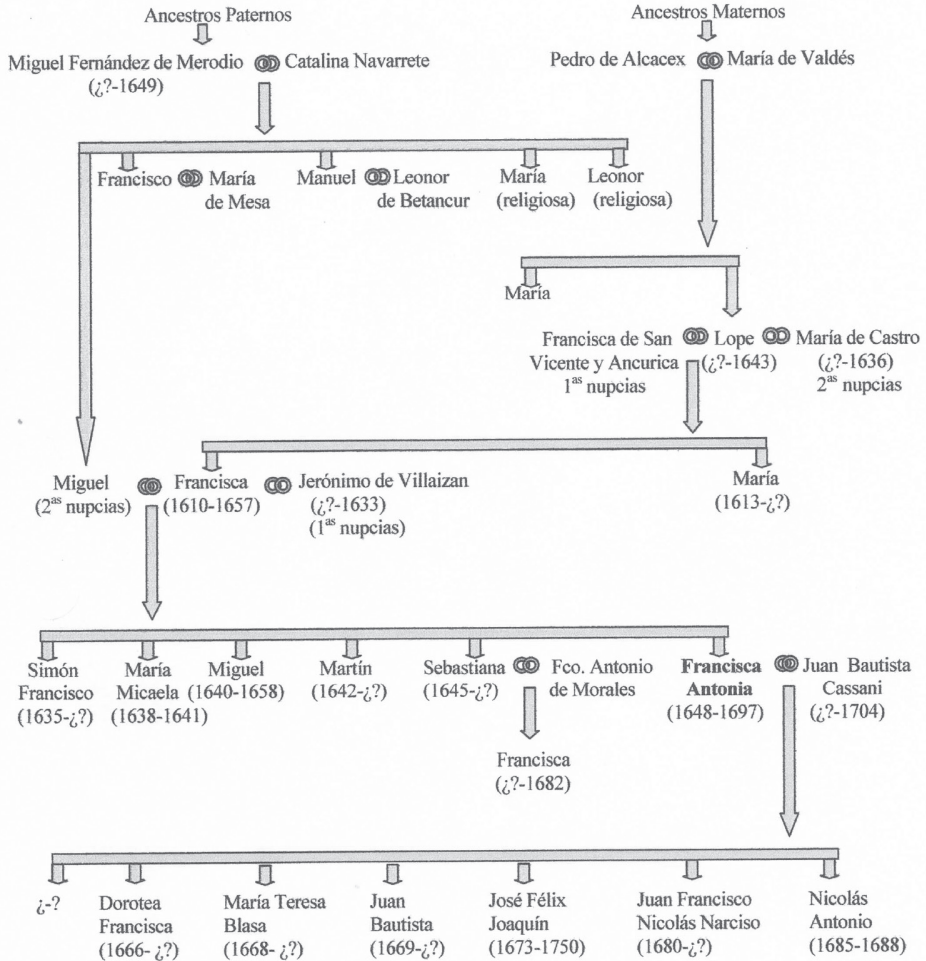 Ancestros Paternos
Ancestros Maternos
Miguel Fernández de Merodio
(¿?-1649)
Catalina Navarrete
Pedro de Alcacex
María de Valdés
Francisco
María
de Mesa
Manuel
Leonor
de Betancur
María
(religiosa)
Leonor
(religiosa)
María
Francisca de San
Vicente y Ancurica
1as nupcias
Lope
(¿?-1643)
María de Castro
(¿?-1636)
2as nupcias
Miguel
(2as nupcias)
Francisca
(1610-1657)
Jerónimo de Villaizan
(¿?-1633)
(1as nupcias)
María
(1613-¿?)
Simón
Francisco
(1635-¿?)
María
Micaela
(1638-1641)
Miguel
(1640-1658)
Martín
(1642-¿?)
Sebastiana
(1645-¿?)
Fco. Antonio
de Morales
Francisca
Antonia
(1648-1697)
Juan Bautista
Cassani
(¿?-1704)
Francisca
(¿?-1682)
¿-?
Dorotea
Francisca
(1666- ¿?)
María Teresa
Blasa
(1668- ¿?)
Juan
Bautista
(1669-¿?)
José Félix
Joaquín
(1673-1750)
Juan Francisco
Nicolás Narciso
(1680-¿?)
Nicolás
Antonio
(1685-1688)